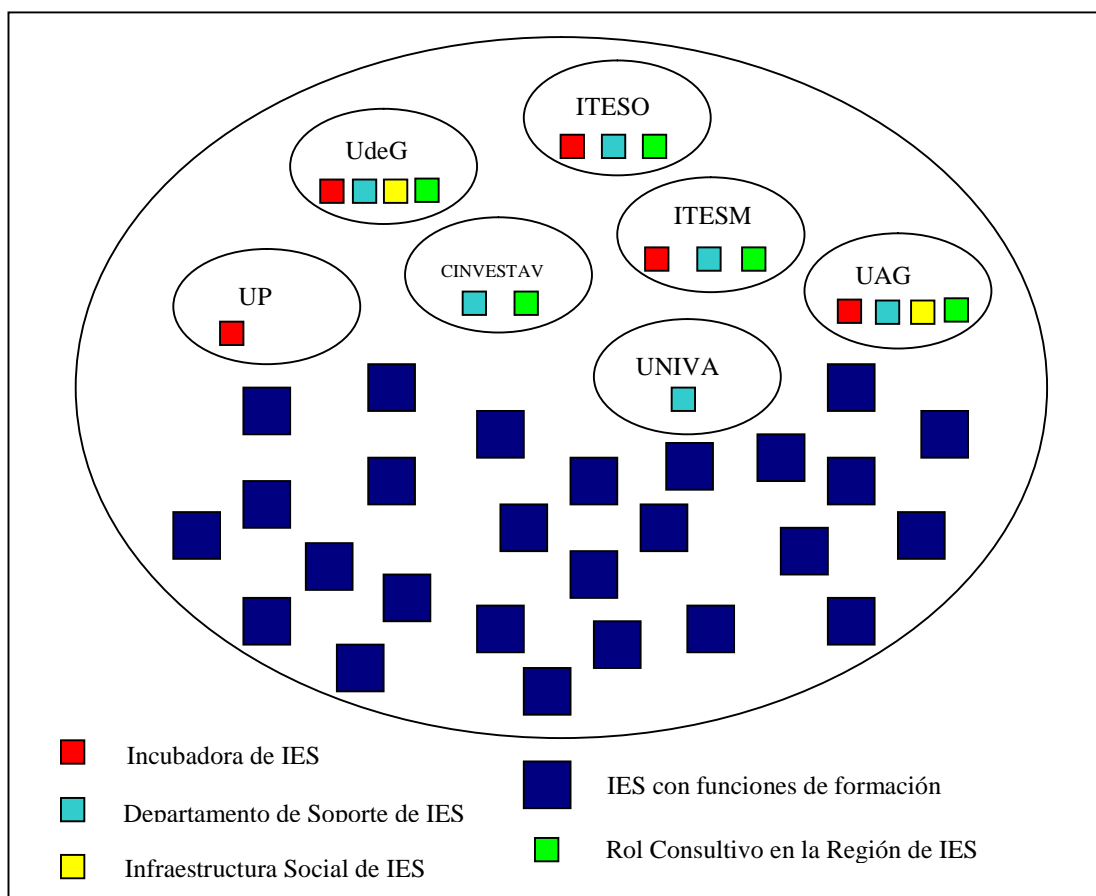 ITESO
UdeG
ITESM
CINVESTAV
UAG
UP
UNIVA
Incubadora de IES
IES con funciones de formación
Departamento de Soporte de IES
Rol Consultivo en la Región de IES
Infraestructura Social de IES